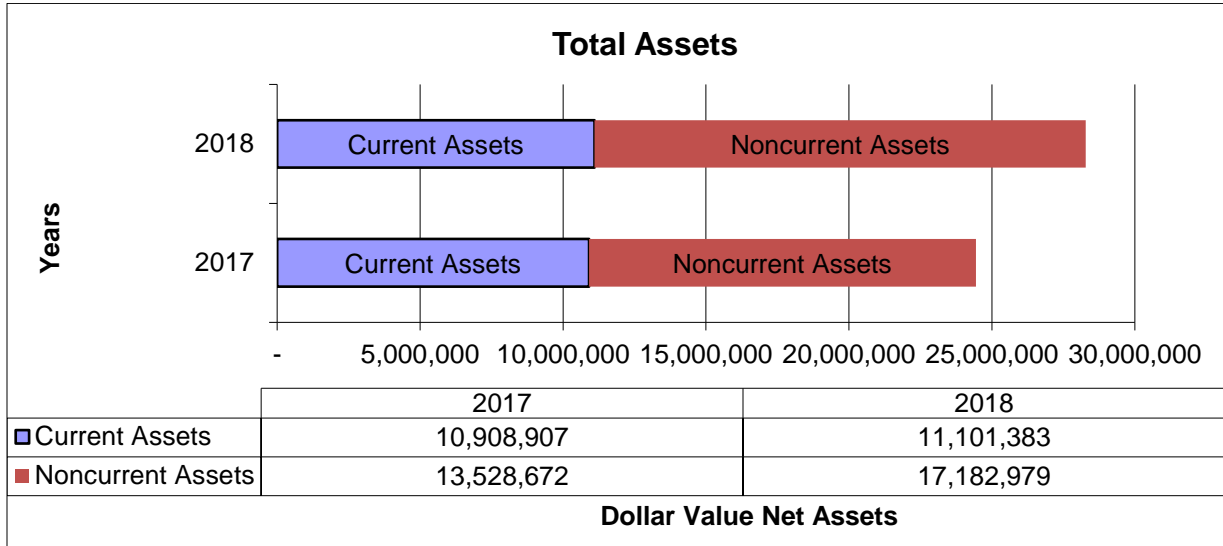 Total Assets
Years
2018
Current Assets Noncurrent Assets
2017
Current Assets Noncurrent Assets
- 5,000,000 10,000,000 15,000,000 20,000,000 25,000,000 30,000,000
2017 2018
Current Assets 10,908,907 11,101,383
Noncurrent Assets 13,528,672 17,182,979
Dollar Value Net Assets